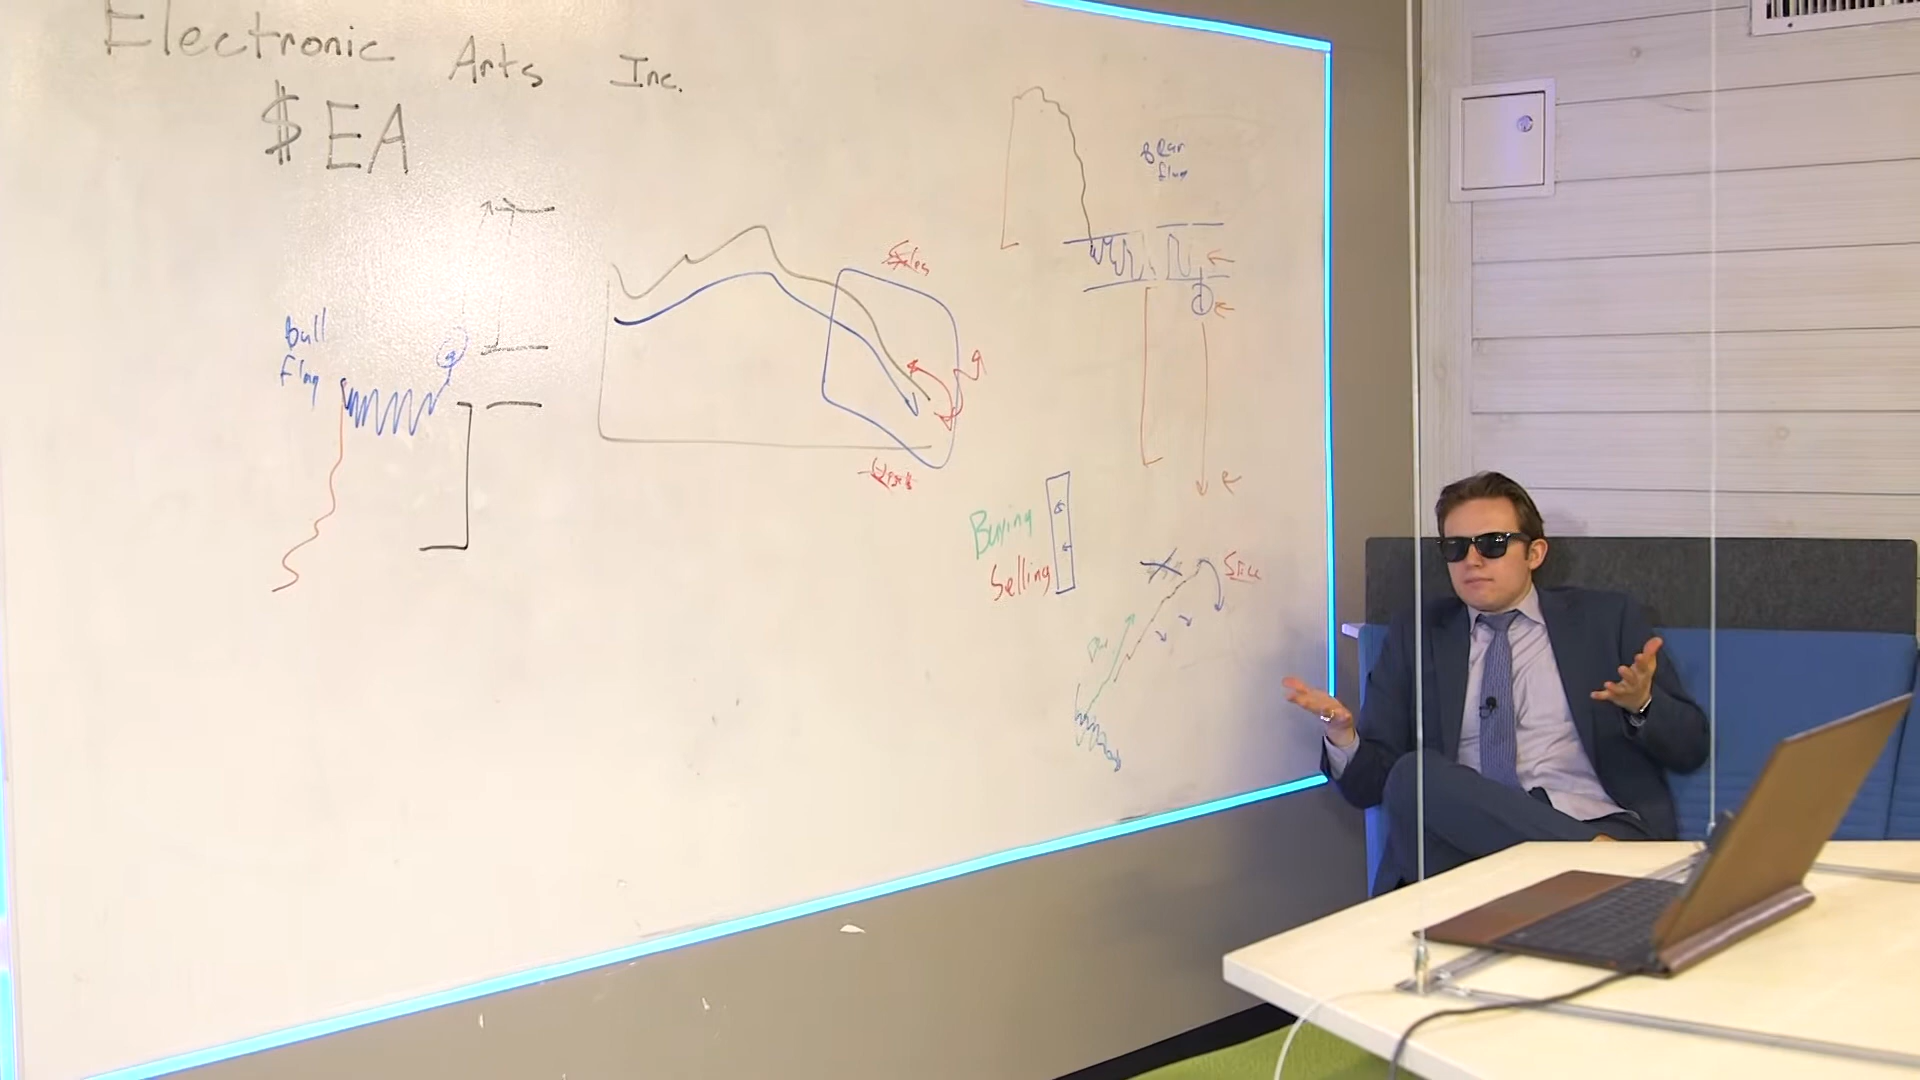 Electronic Arts Inc.
$EA
Bull
Flag
Sales
Bear
Flag
Buying
Selling